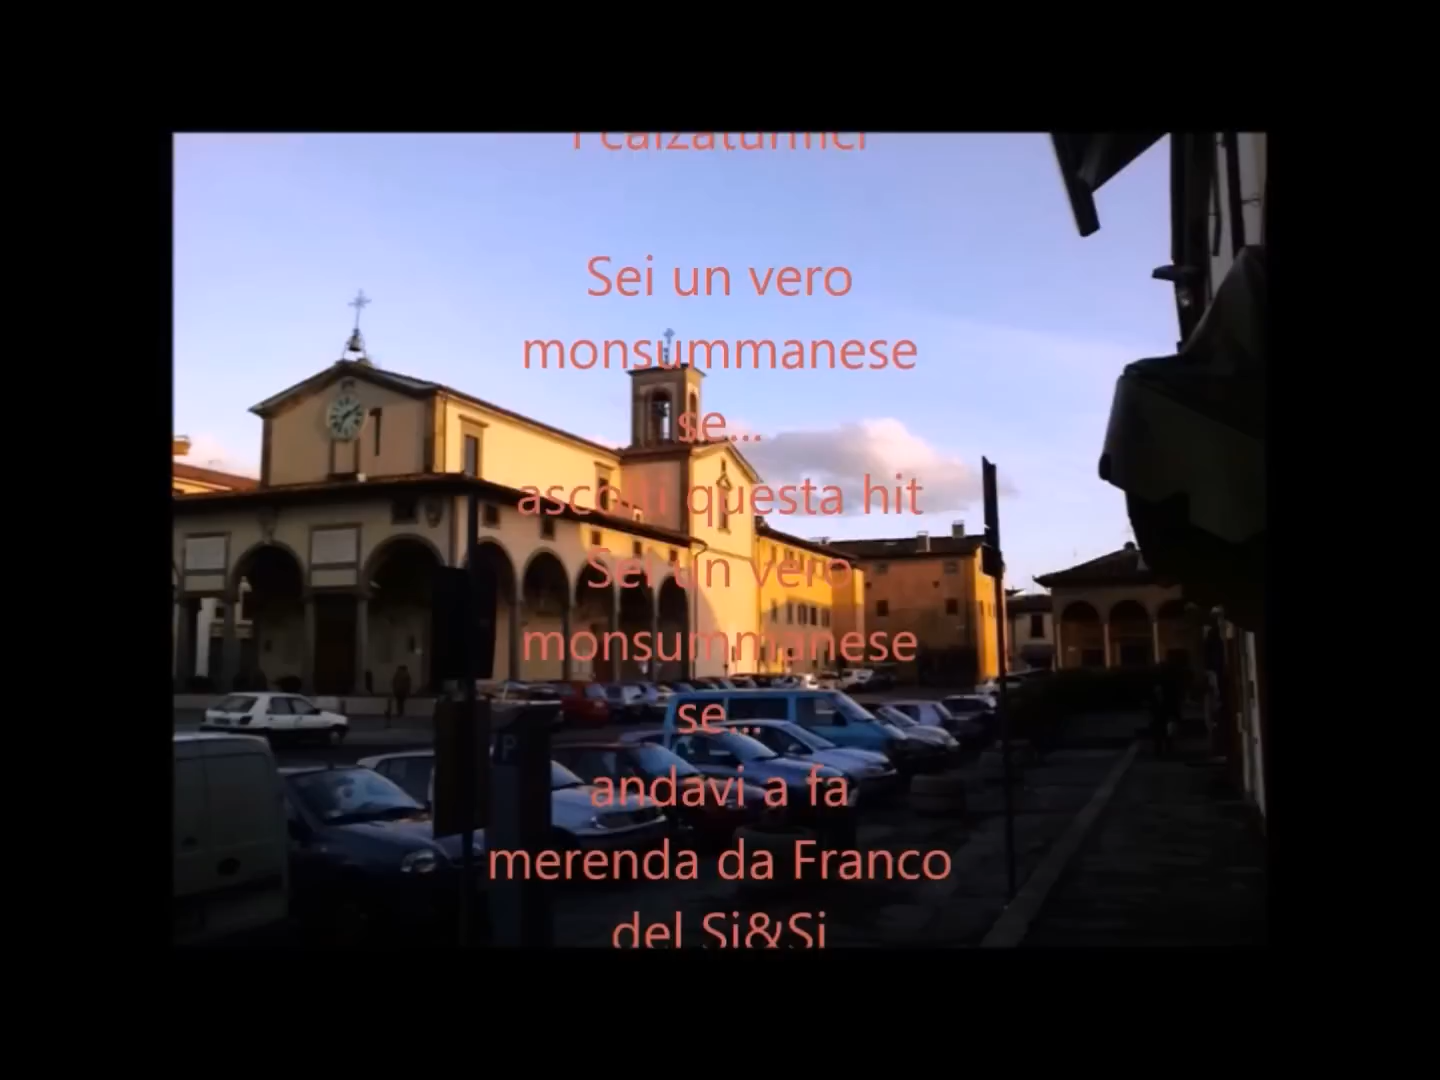 i calzaturifici
Sei un vero
monsummanese
se...
ascolti questa hit
Sei un vero
monsummanese
se...
andavi a fa
merenda da Franco
del Si&Si
P